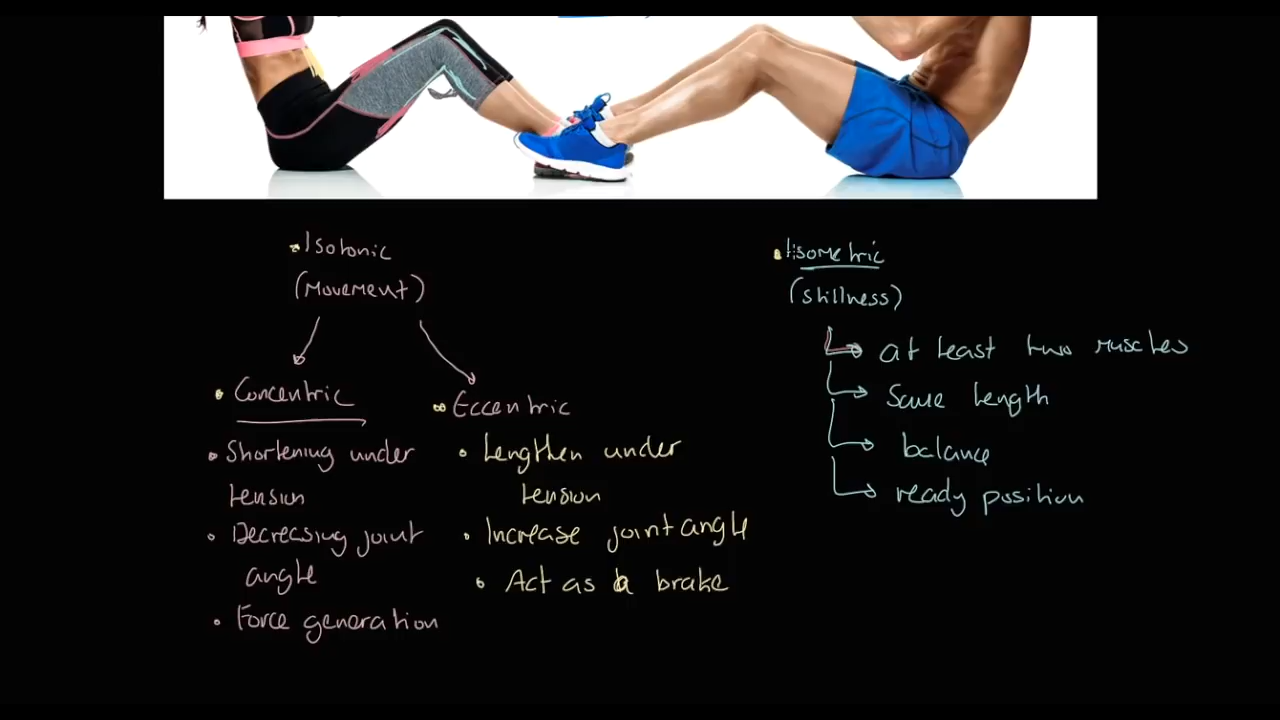 Isotonic
(Movement)
Concentric
Shortening under
tension
Decreasing joint
angle
Force generation
Eccentric
Lengthen under
tension
Increase joint angle
Act as a brake
Isometric
(stillness)
at least two muscles
Same length
balance
ready position